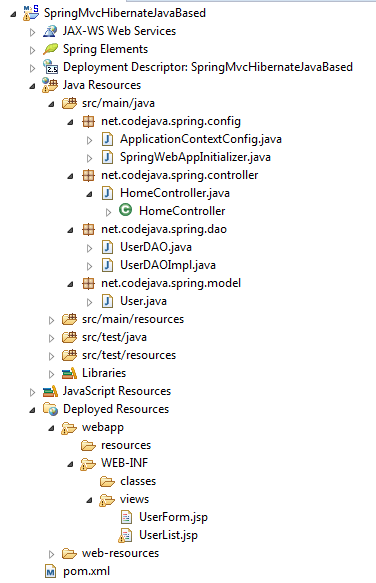 SpringMvcHibernateJavaBased
JAX-WS Web Services
Spring Elements
Deployment Descriptor: SpringMvcHibernateJavaBased
Java Resources
src/main/java
net.codejava.spring.config
ApplicationContextConfig.java
SpringWebAppInitializer.java
net.codejava.spring.controller
HomeController.java
HomeController
net.codejava.spring.dao
UserDAO.java
UserDAOImpl.java
net.codejava.spring.model
User.java
src/main/resources
src/test/java
src/test/resources
Libraries
JavaScript Resources
Deployed Resources
webapp
resources
WEB-INF
classes
views
UserForm.jsp
UserList.jsp
web-resources
pom.xml